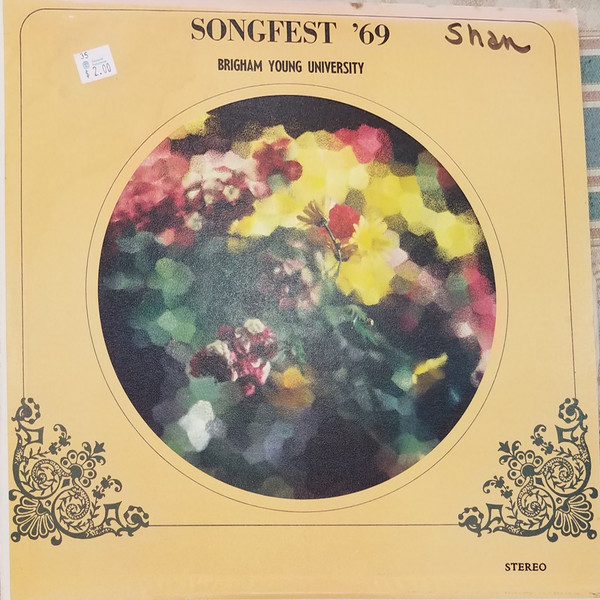 SONGFEST '69
Shan
BRIGHAM YOUNG UNIVERSITY
35
$2.00
STEREO